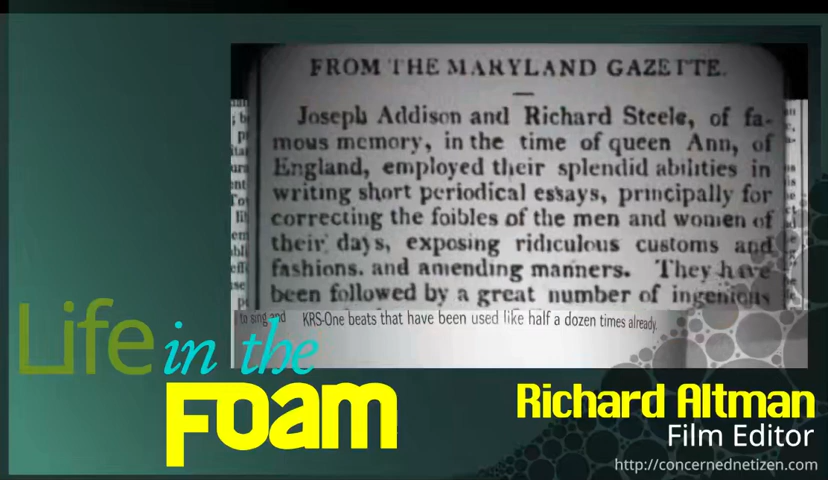 FROM THE MARYLAND GAZETTE.
Joseph Addison and Richard Steele, of fa-
mous memory, in the time of queen Ann, of
England, employed their splendid abilities in
writing short periodical essays, principally for
correcting the foibles of the men and women of
their days, exposing ridiculous customs and
fashions. and amending manners. They have
been followed by a great number of ingenious
to sing and KRS-One beats that have been used like half a dozen times already.
Life in the
Foam
Richard Altman
Film Editor
http://concernednetizen.com